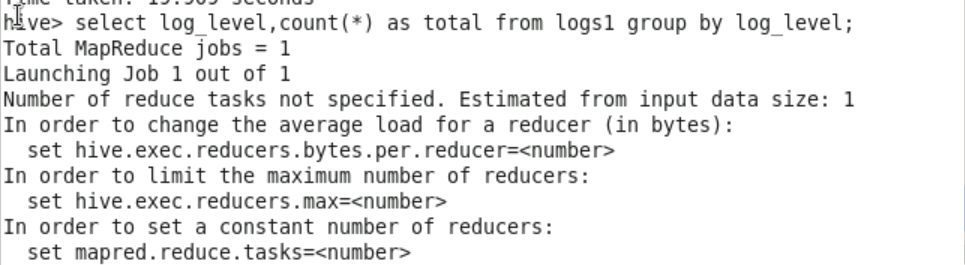 hive> select log_level,count(*) as total from logs1 group by log_level;
Total MapReduce jobs = 1
Launching Job 1 out of 1
Number of reduce tasks not specified. Estimated from input data size: 1
In order to change the average load for a reducer (in bytes):
  set hive.exec.reducers.bytes.per.reducer=<number>
In order to limit the maximum number of reducers:
  set hive.exec.reducers.max=<number>
In order to set a constant number of reducers:
  set mapred.reduce.tasks=<number>